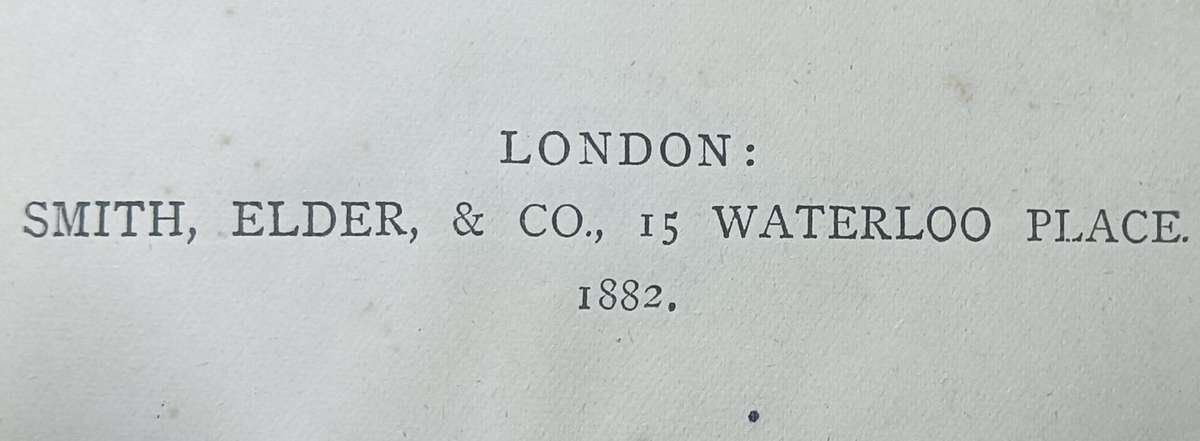 LONDON:
SMITH, ELDER, & CO., 15 WATERLOO PLACE.
1882.